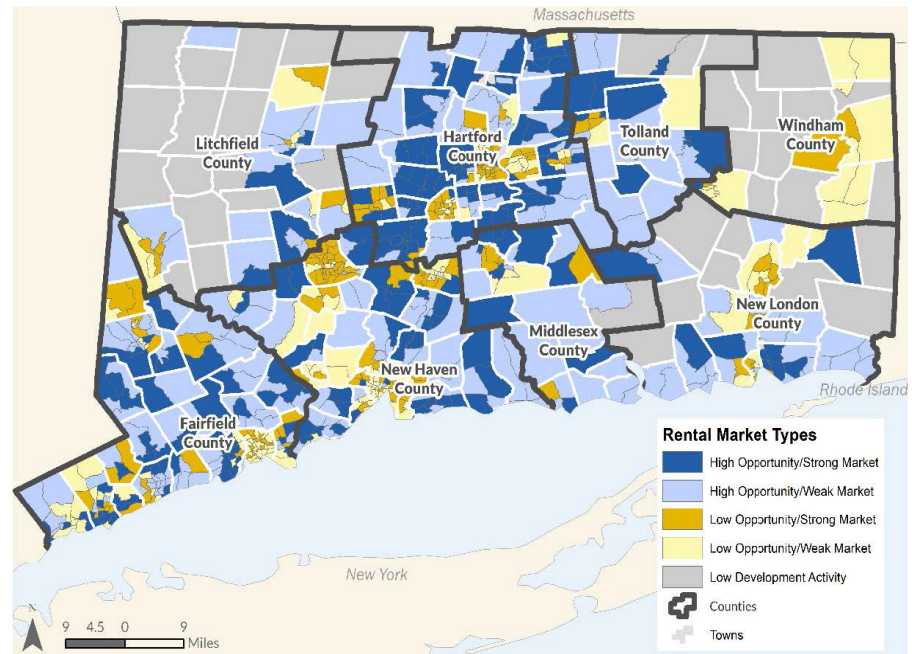 Massachusetts
Litchfield
County
Hartford
County
Tolland
County
Windham
County
New London
County
Middlesex
County
New Haven
County
Fairfield
County
Rhode Island
New York
Rental Market Types
High Opportunity/Strong Market
High Opportunity/Weak Market
Low Opportunity/Strong Market
Low Opportunity/Weak Market
Low Development Activity
Counties
Towns
N
9 4.5 0 9
Miles